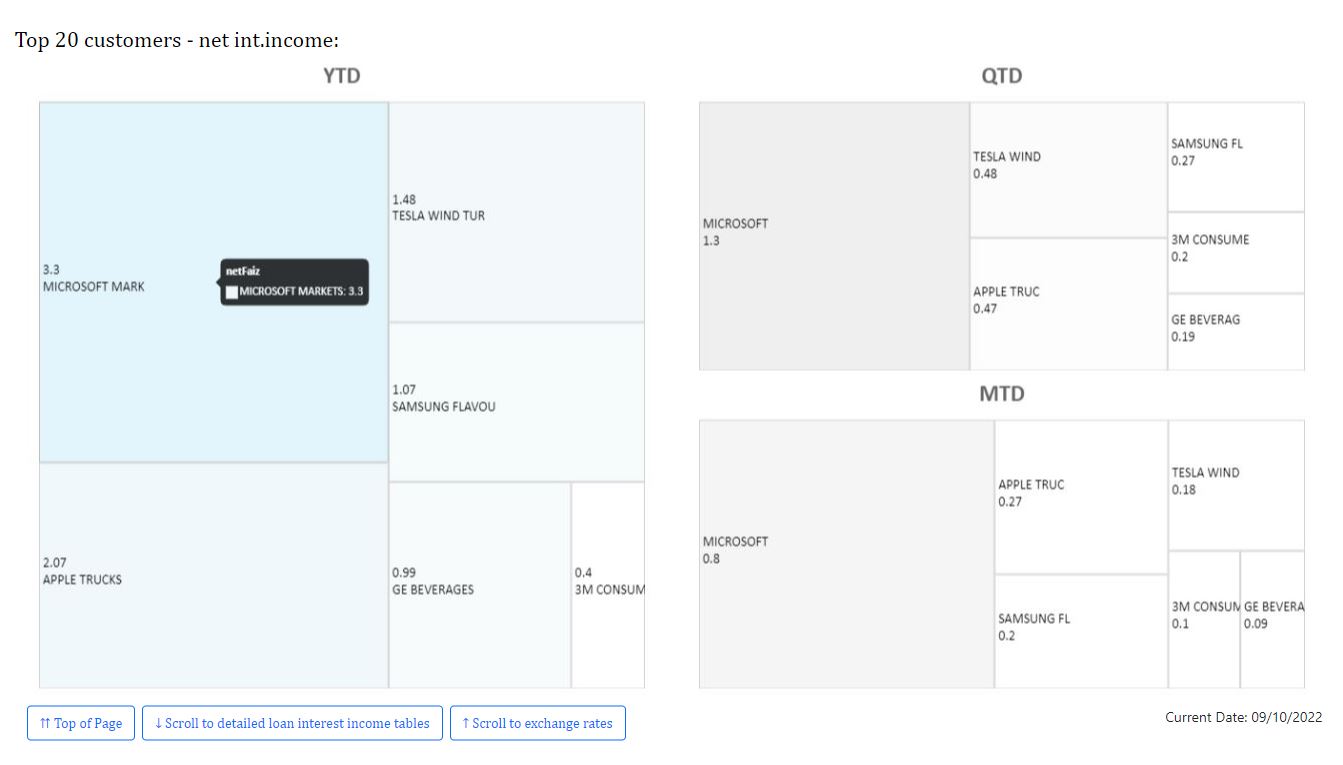 Top 20 customers - net int.income:
YTD
3.3
MICROSOFT MARK
netFaiz
MICROSOFT MARKETS: 3.3
1.48
TESLA WIND TUR
1.07
SAMSUNG FLAVOU
2.07
APPLE TRUCKS
0.99
GE BEVERAGES
0.4
3M CONSUM
QTD
MICROSOFT
1.3
TESLA WIND
0.48
APPLE TRUC
0.47
SAMSUNG FL
0.27
3M CONSUME
0.2
GE BEVERAG
0.19
MTD
MICROSOFT
0.8
APPLE TRUC
0.27
SAMSUNG FL
0.2
TESLA WIND
0.18
3M CONSUM
0.1
GE BEVERA
0.09
⇈ Top of Page
↓ Scroll to detailed loan interest income tables
↑ Scroll to exchange rates
Current Date: 09/10/2022